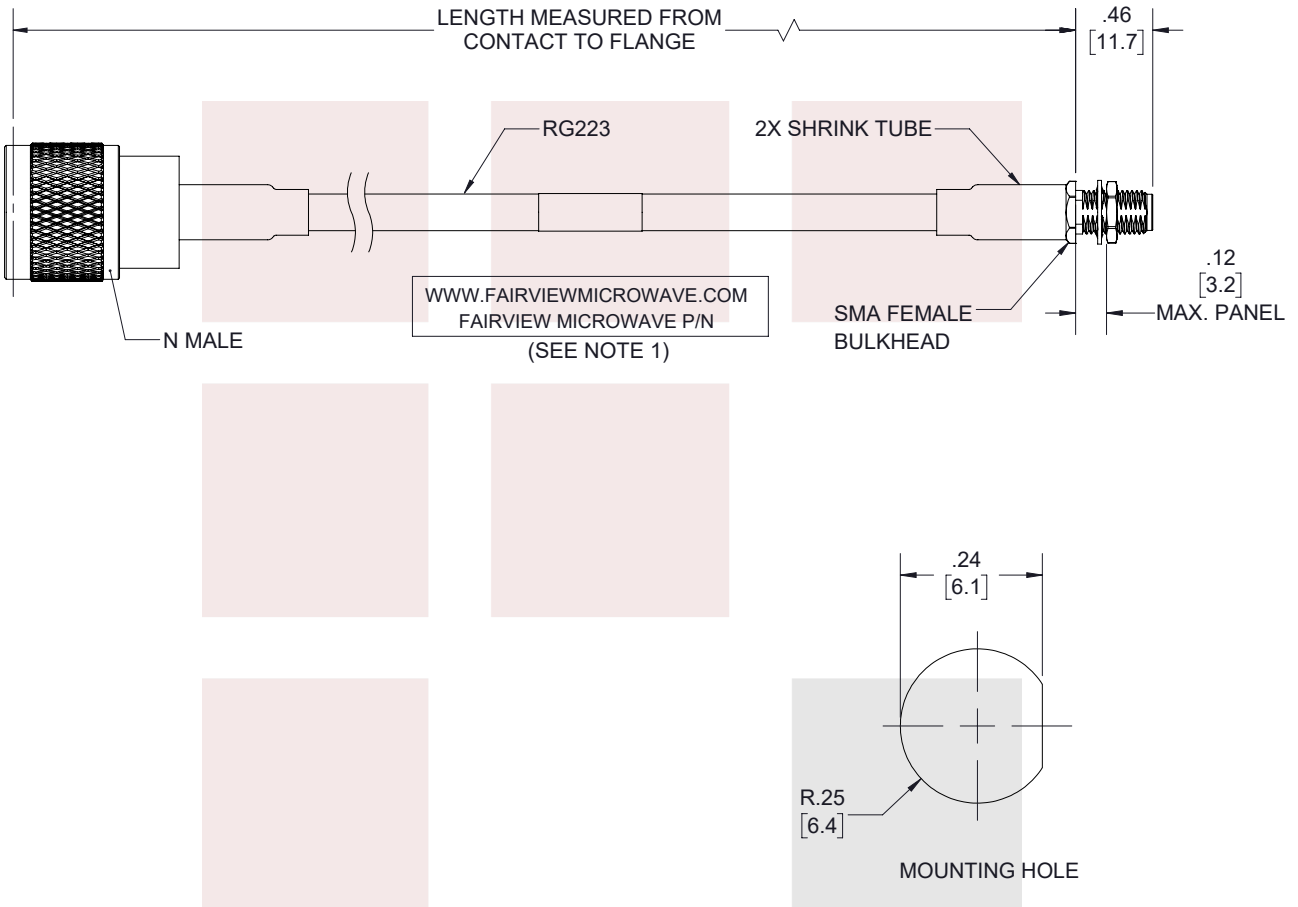 LENGTH MEASURED FROM
CONTACT TO FLANGE
.46
[11.7]
RG223
2X SHRINK TUBE
.12
[3.2]
MAX. PANEL
WWW.FAIRVIEWMICROWAVE.COM
FAIRVIEW MICROWAVE P/N
(SEE NOTE 1)
N MALE
SMA FEMALE
BULKHEAD
.24
[6.1]
R.25
[6.4]
MOUNTING HOLE